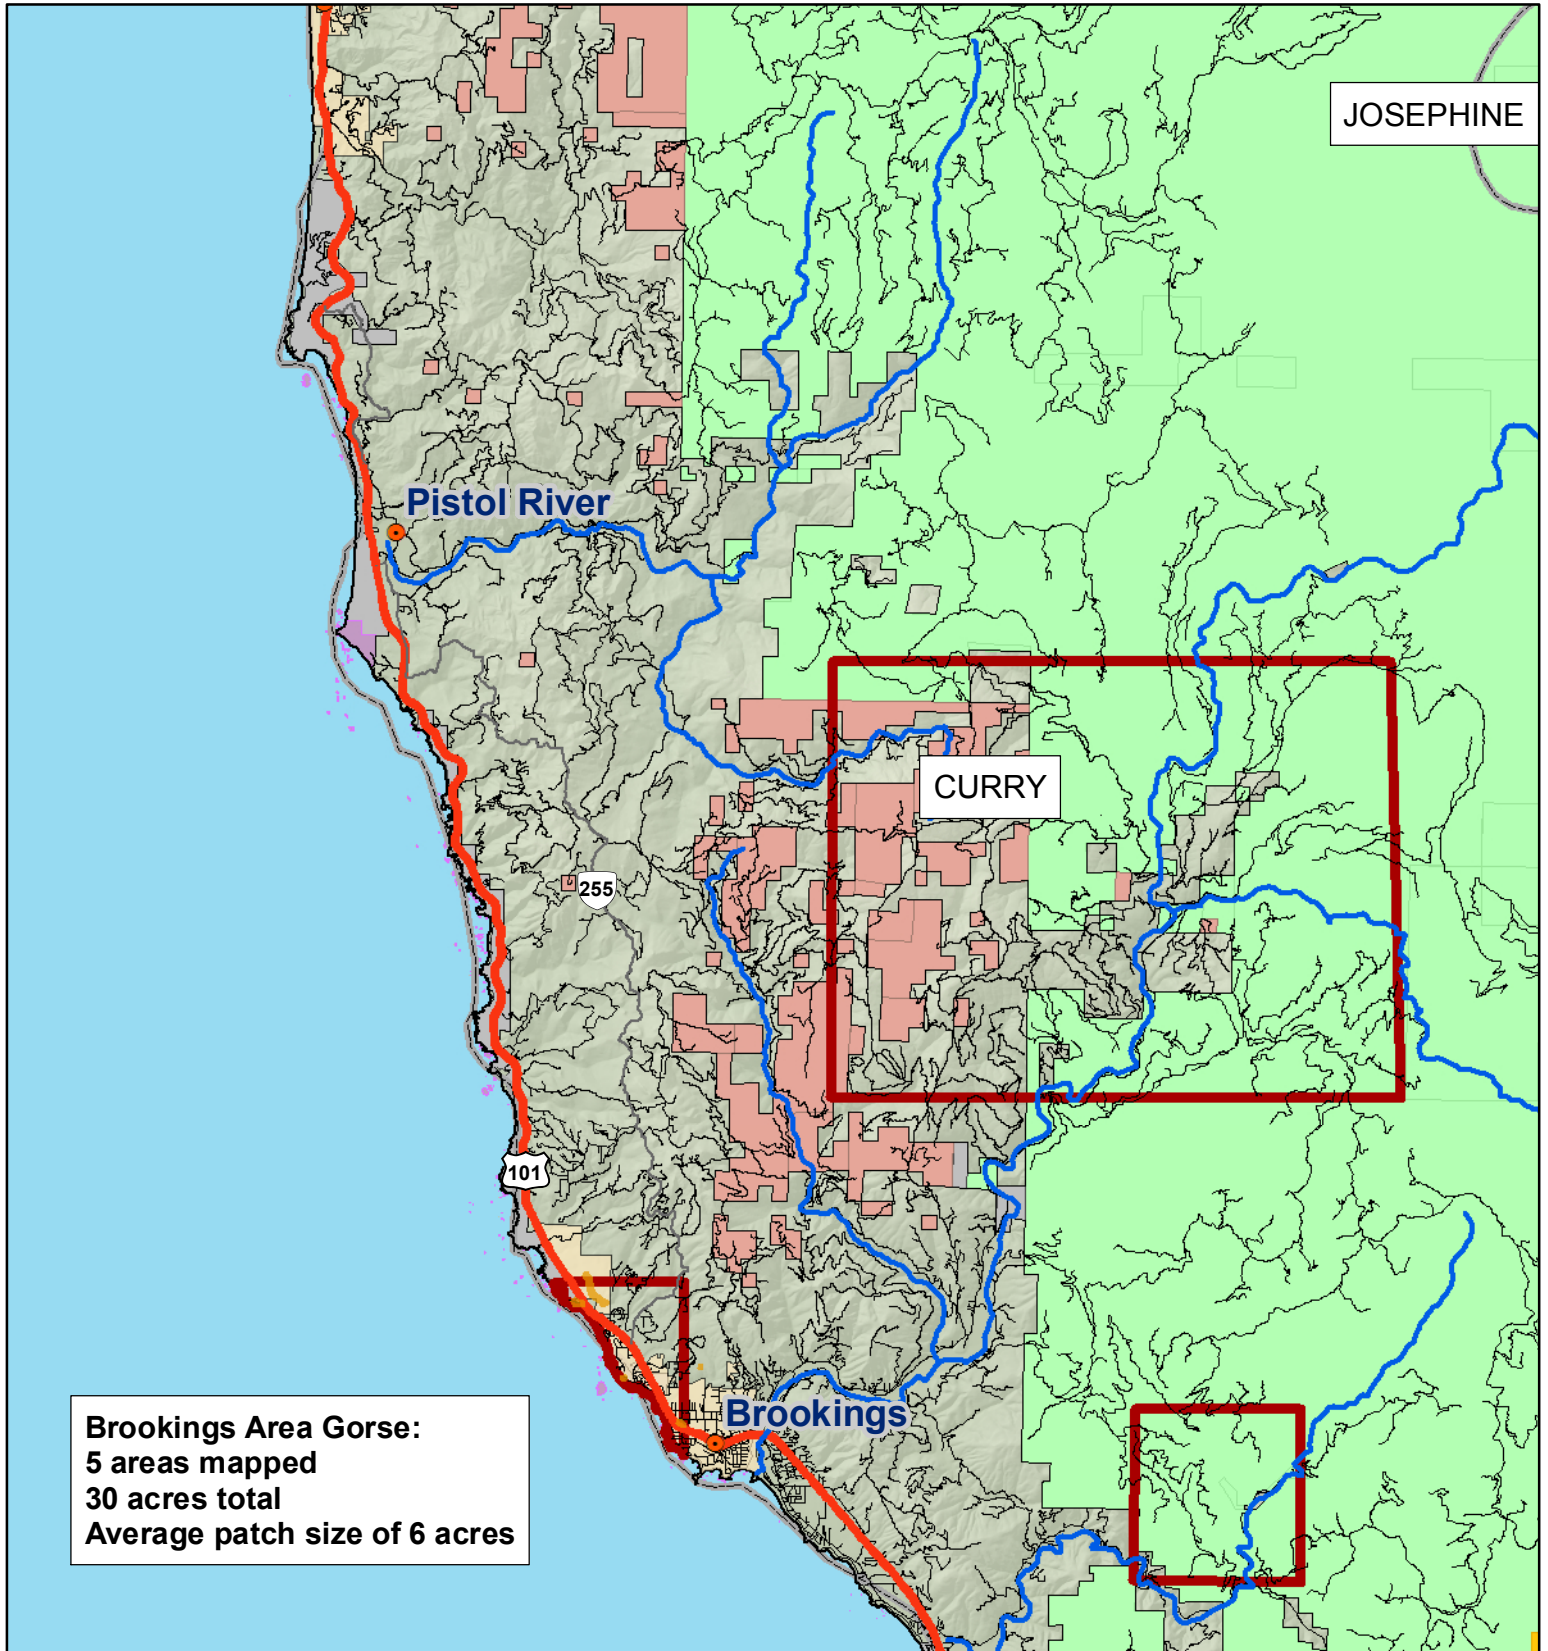 JOSEPHINE
Pistol River
CURRY
255
101
Brookings
Brookings Area Gorse:
5 areas mapped
30 acres total
Average patch size of 6 acres